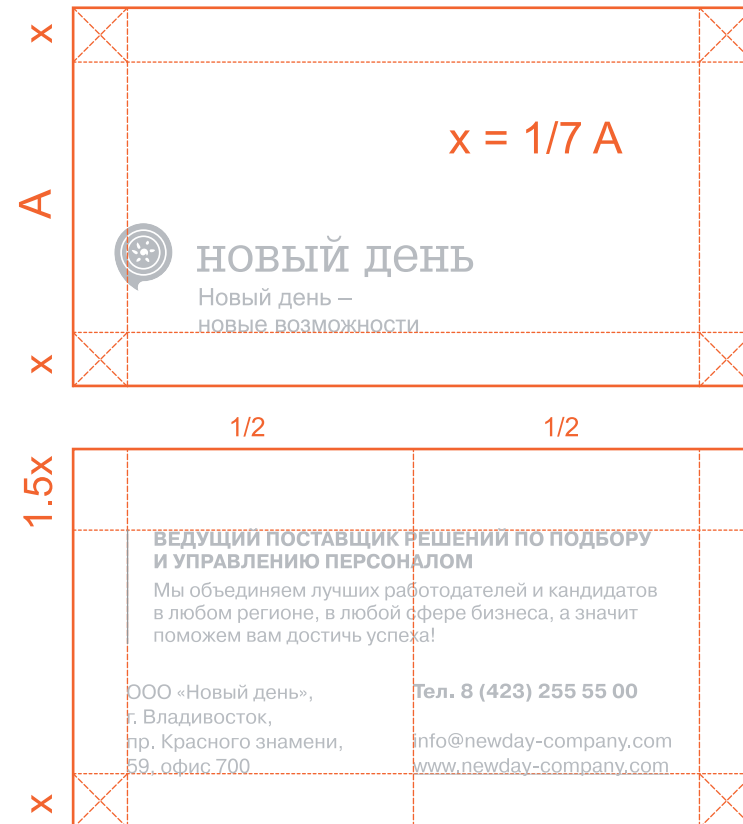 x
x = 1/7 A
A
новый день
Новый день –
новые возможности
x
1/2 1/2
1.5x
ВЕДУЩИЙ ПОСТАВЩИК РЕШЕНИЙ ПО ПОДБОРУ
И УПРАВЛЕНИЮ ПЕРСОНАЛОМ
Мы объединяем лучших работодателей и кандидатов
в любом регионе, в любой сфере бизнеса, а значит
поможем вам достичь успеха!
ООО «Новый день»,
г. Владивосток,
пр. Красного знамени,
59, офис 700
Тел. 8 (423) 255 55 00
info@newday-company.com
www.newday-company.com
x